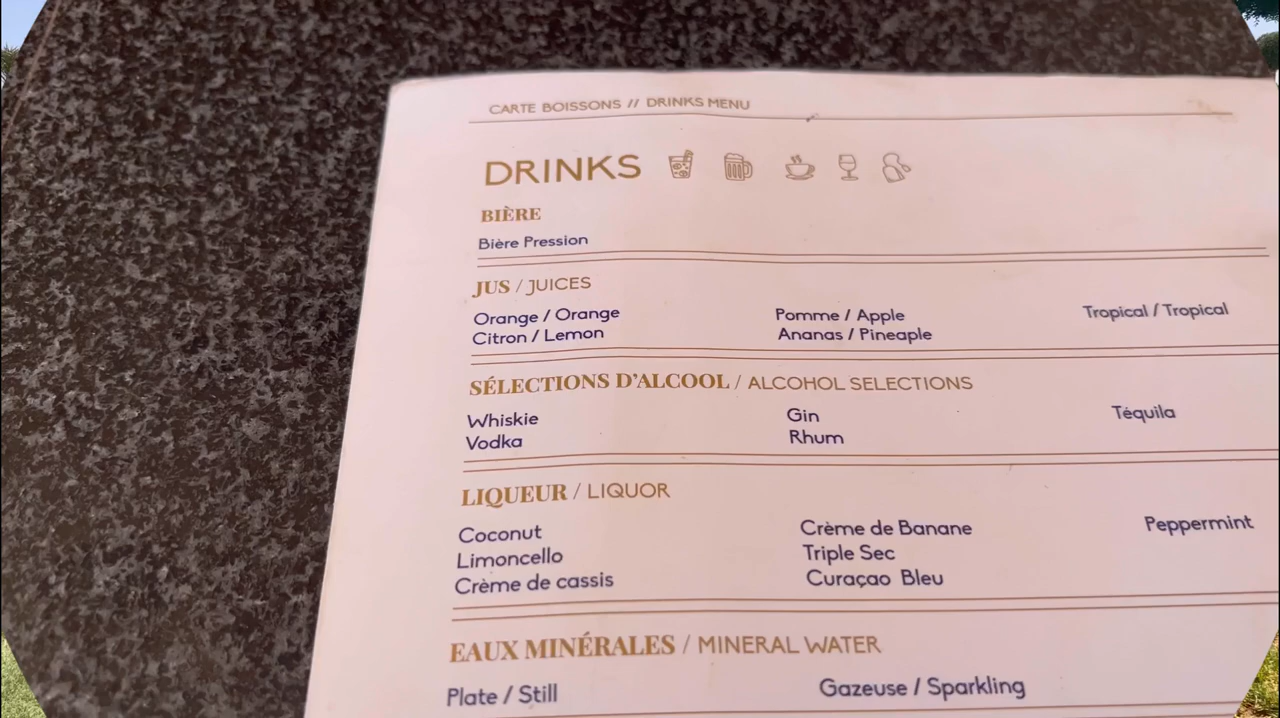 CARTE BOISSONS // DRINKS MENU
DRINKS
BIÈRE
Bière Pression
JUS / JUICES
Orange / Orange Pomme / Apple Tropical / Tropical
Citron / Lemon Ananas / Pineaple
SÉLECTIONS D'ALCOOL / ALCOHOL SELECTIONS
Whiskie Gin Téquila
Vodka Rhum
LIQUEUR / LIQUOR
Coconut Crème de Banane Peppermint
Limoncello Triple Sec
Crème de cassis Curaçao Bleu
EAUX MINÉRALES / MINERAL WATER
Plate / Still Gazeuse / Sparkling